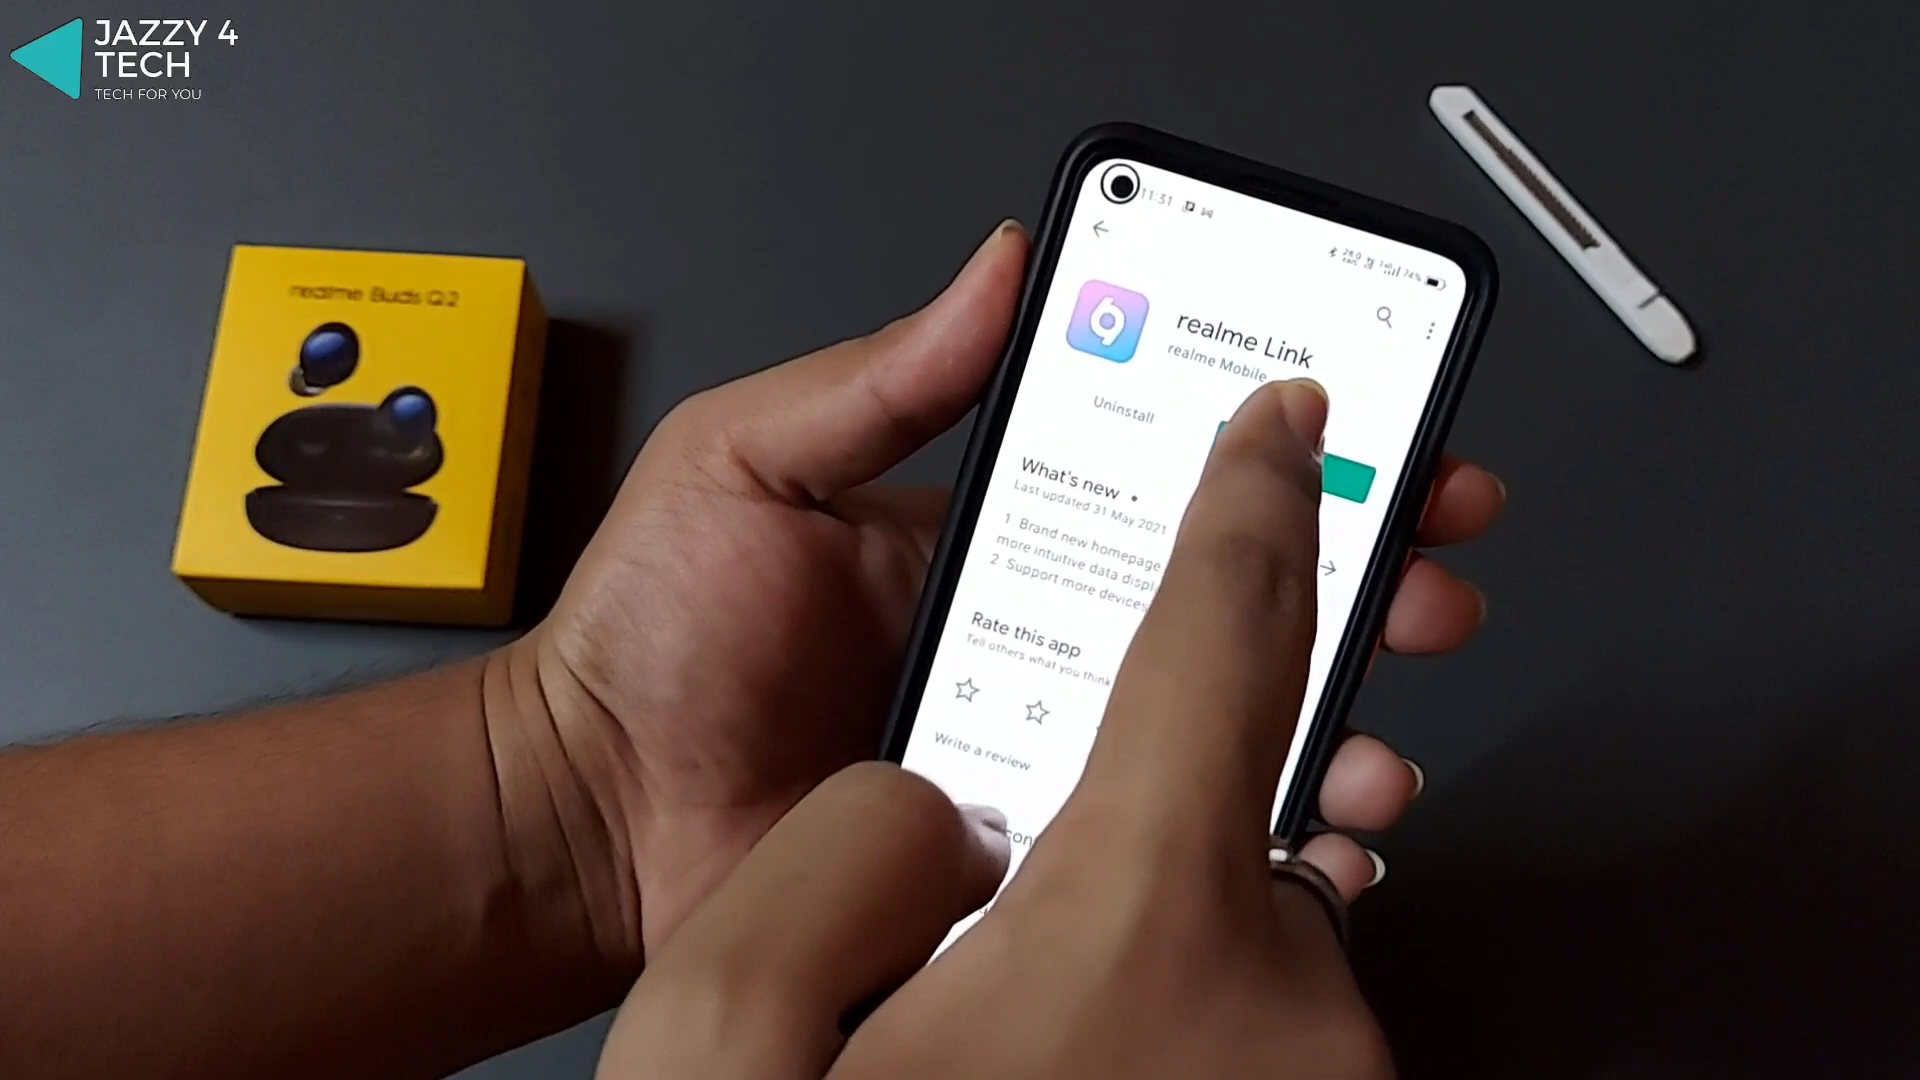 JAZZY 4
TECH
TECH FOR YOU
realme Buds Q2
11:31
74%
realme Link
realme Mobile
Uninstall
What's new •
Last updated 31 May 2021
1. Brand new homepage
more intuitive data displ
2. Support more devices
Rate this app
Tell others what you think
Write a review
con